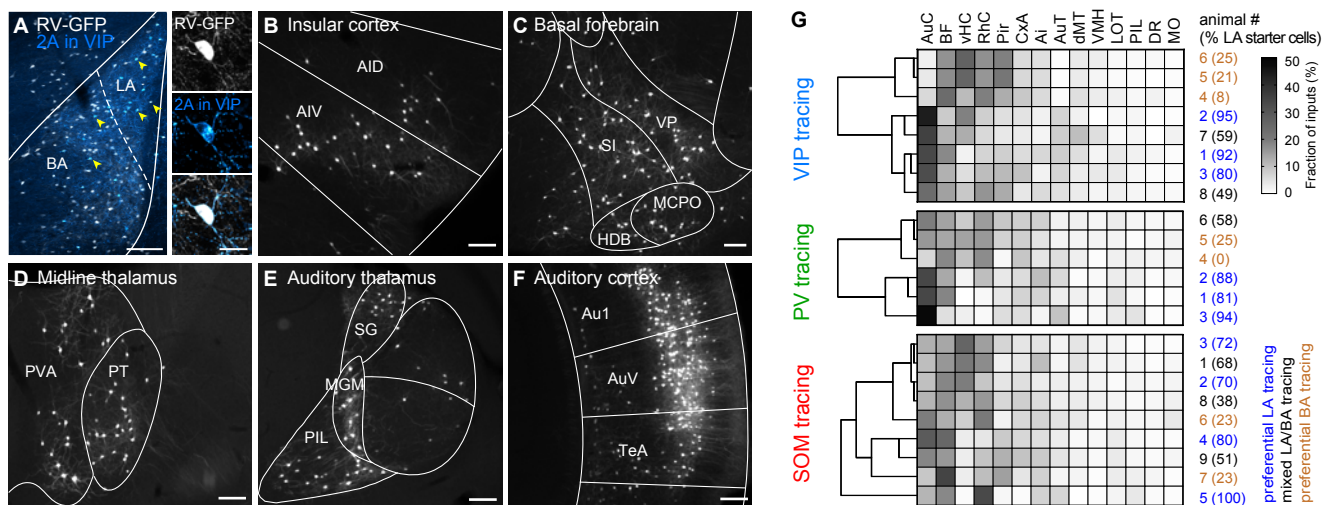 A
RV-GFP
2A in VIP
LA
BA
RV-GFP
2A in VIP
B
Insular cortex
AID
AIV
C
Basal forebrain
VP
SI
MCPO
HDB
D
Midline thalamus
PVA
PT
E
Auditory thalamus
SG
MGM
PIL
F
Auditory cortex
Au1
AuV
TeA
G
AuC BF vHC RhC Pir CxA Ai AuT dMT VMH LOT PIL DR MO
animal #
(% LA starter cells)
VIP tracing
6 (25)
5 (21)
4 (8)
2 (95)
7 (59)
1 (92)
3 (80)
8 (49)
50
40
30
20
10
0
Fraction of inputs (%)
PV tracing
6 (58)
5 (25)
4 (0)
2 (88)
1 (81)
3 (94)
SOM tracing
3 (72)
1 (68)
2 (70)
8 (38)
6 (23)
4 (80)
9 (51)
7 (23)
5 (100)
preferential LA tracing
mixed LA/BA tracing
preferential BA tracing